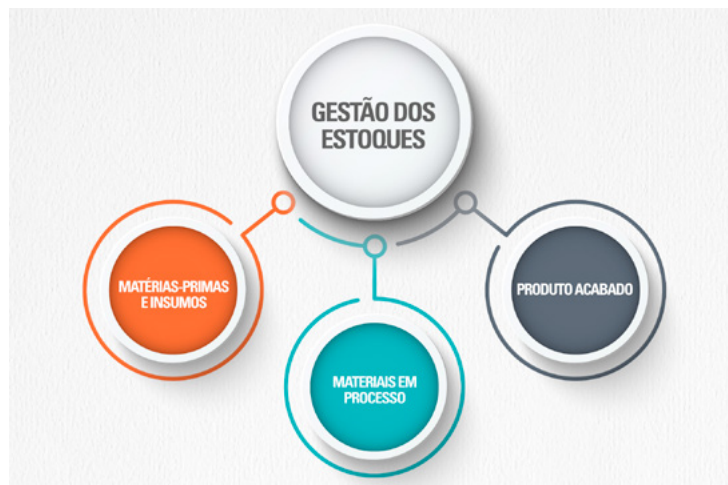 GESTÃO DOS
ESTOQUES
MATÉRIAS-PRIMAS
E INSUMOS
MATERIAIS EM
PROCESSO
PRODUTO ACABADO